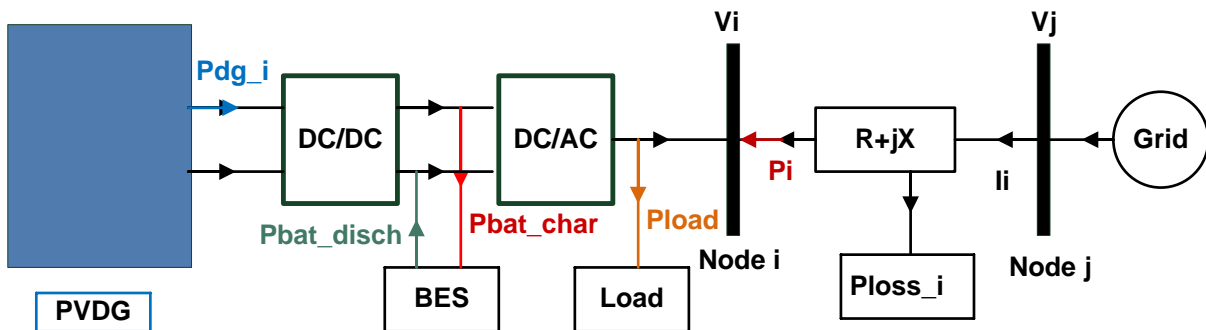 Vi
Vj
Pdg_i
DC/DC
DC/AC
R+jX
Grid
Pi
Ii
Pbat_disch
Pbat_char
Pload
Node i
Node j
BES
Load
Ploss_i
PVDG